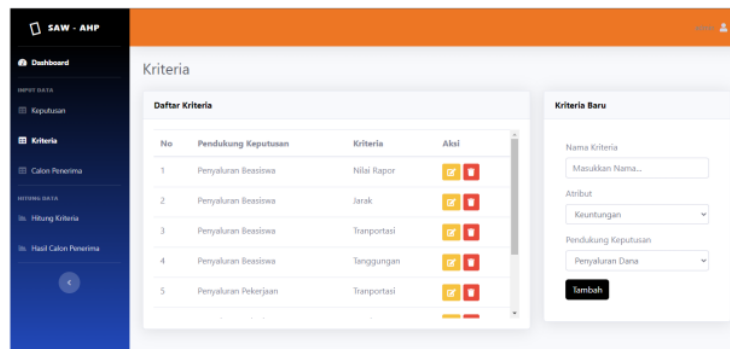 SAW - AHP
Dashboard
INPUT DATA
Keputusan
Kriteria
Calon Penerima
HITUNG DATA
Hitung Kriteria
Hasil Calon Penerima
Kriteria
Daftar Kriteria
No Pendukung Keputusan Kriteria Aksi
1 Penyaluran Beasiswa Nilai Rapor
2 Penyaluran Beasiswa Jarak
3 Penyaluran Beasiswa Tranportasi
4 Penyaluran Beasiswa Tanggungan
5 Penyaluran Pekerjaan Tranportasi
Kriteria Baru
Nama Kriteria
Masukkan Nama...
Atribut
Keuntungan
Pendukung Keputusan
Penyaluran Dana
Tambah